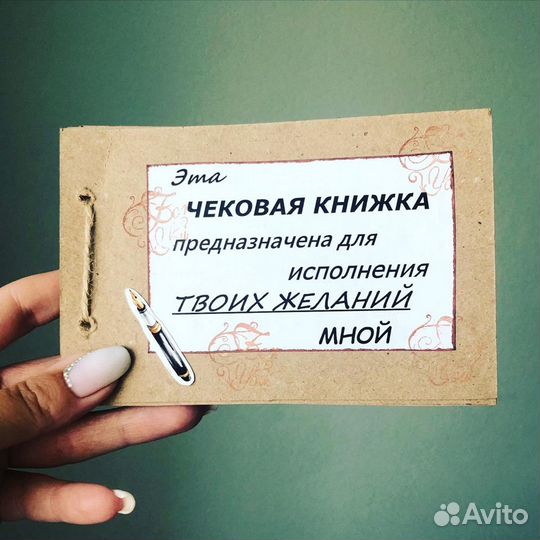 Эта
ЧЕКОВАЯ КНИЖКА
предназначена для
исполнения
ТВОИХ ЖЕЛАНИЙ
МНОЙ
Avito